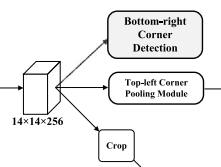 Bottom-right
Corner
Detection
Top-left Corner
Pooling Module
14×14×256
Crop